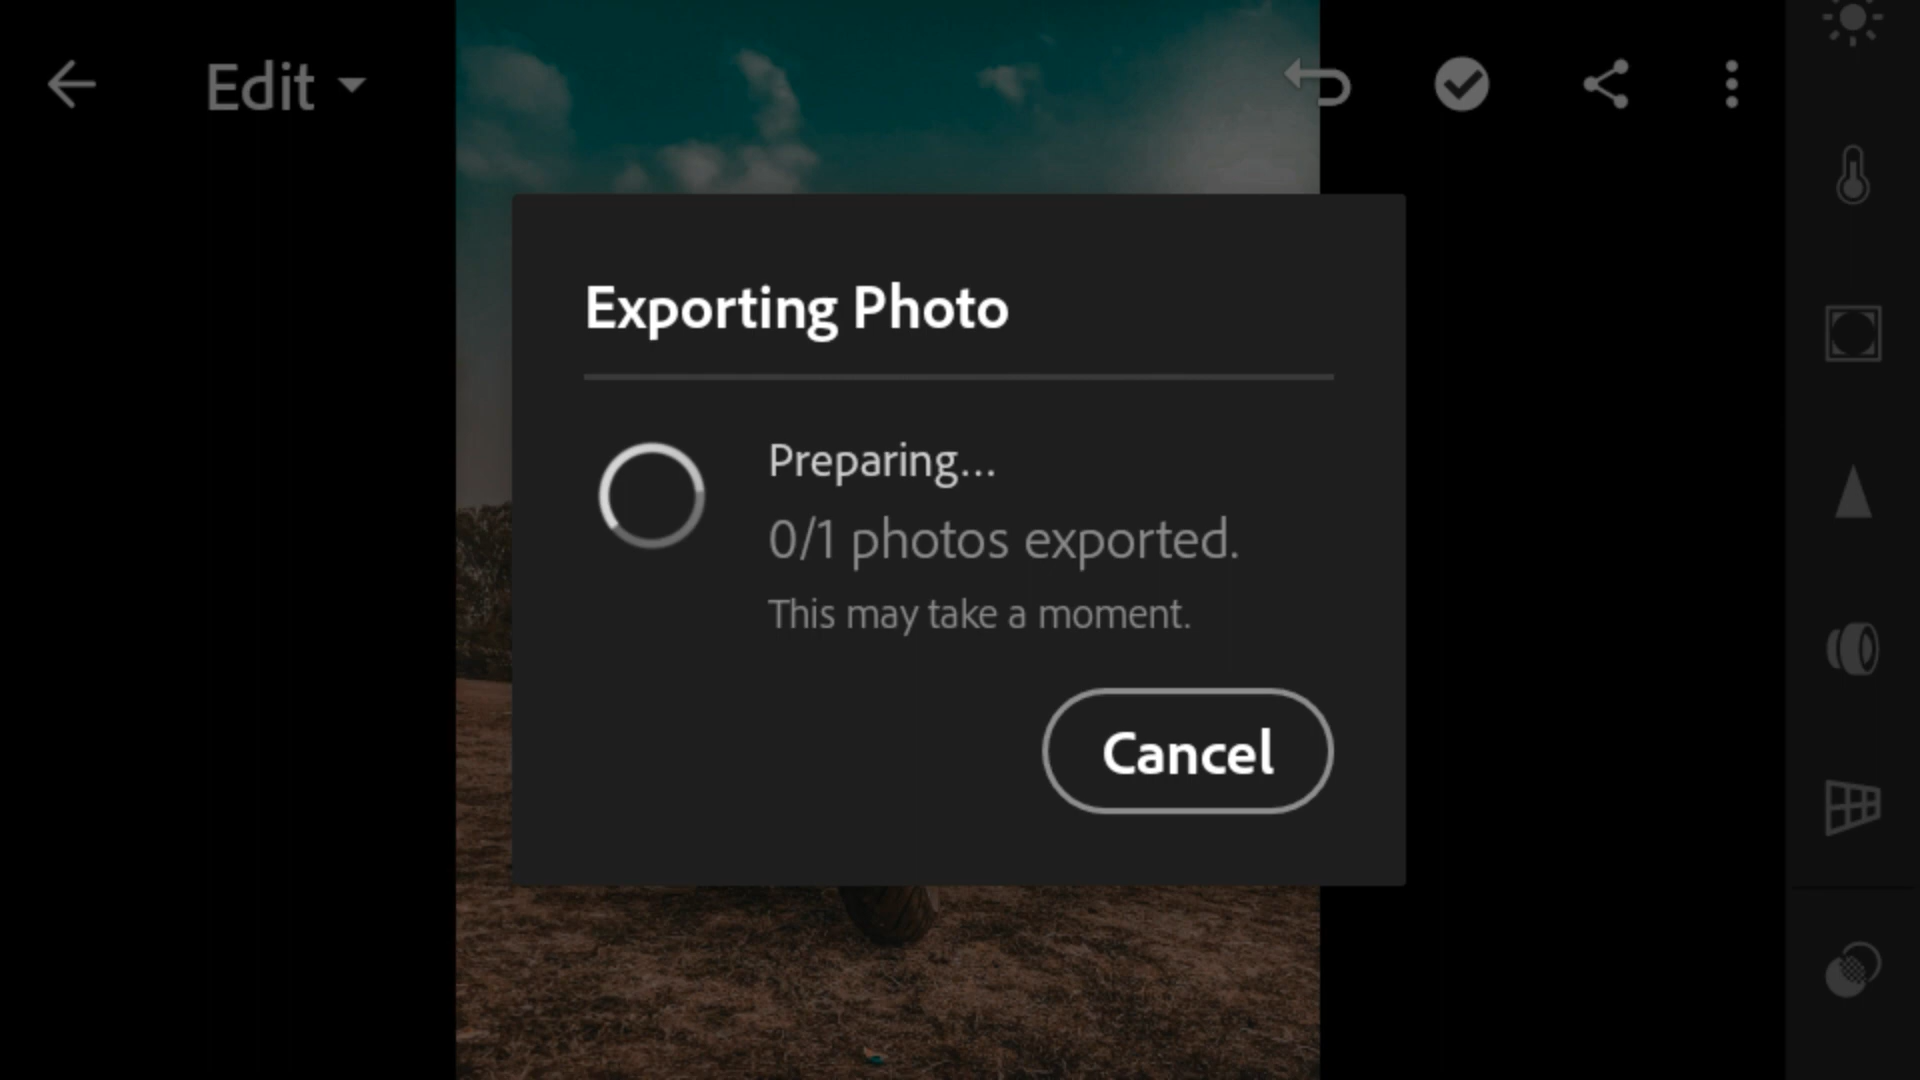 Edit
Exporting Photo
Preparing...
0/1 photos exported.
This may take a moment.
Cancel